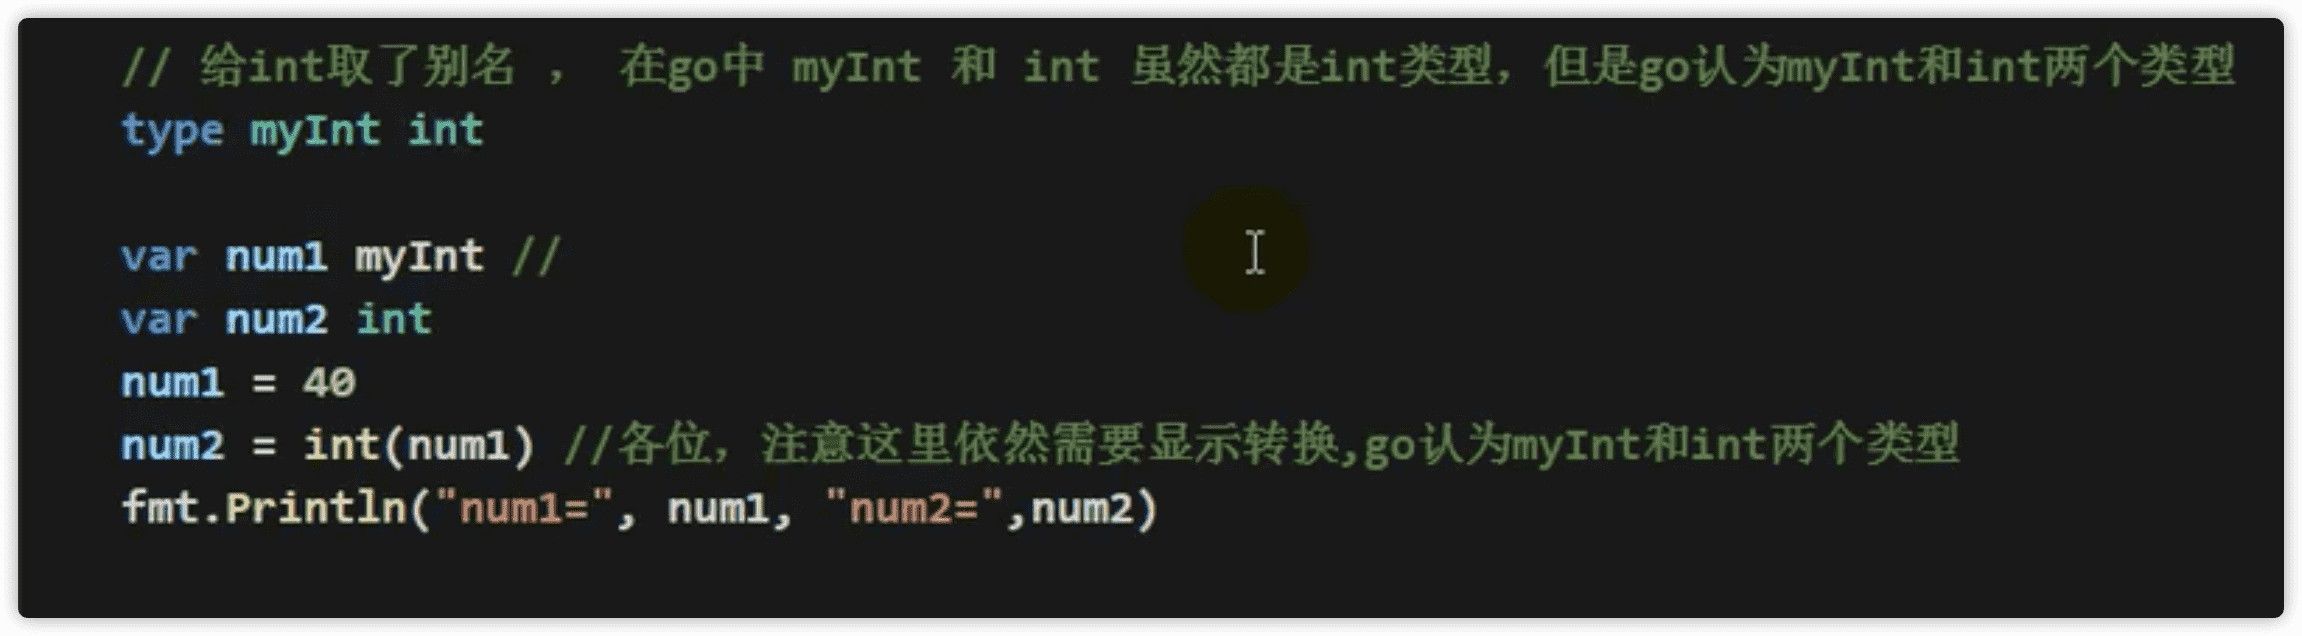 // 给int取了别名 ， 在go中 myInt 和 int 虽然都是int类型，但是go认为myInt和int两个类型
type myInt int
var num1 myInt //
var num2 int
num1 = 40
num2 = int(num1) //各位，注意这里依然需要显示转换,go认为myInt和int两个类型
fmt.Println("num1=", num1, "num2=",num2)